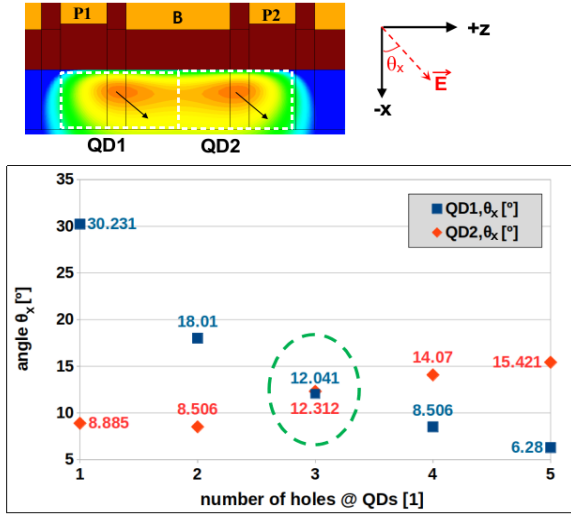 P1 B P2
+z
θx
E
-x
QD1 QD2
35
30
25
20
15
10
5
angle θx [º]
QD1,θx [º]
QD2,θx [º]
30.231
18.01
12.041
8.506
6.28
8.885
8.506
12.312
14.07
15.421
1 2 3 4 5
number of holes @ QDs [1]